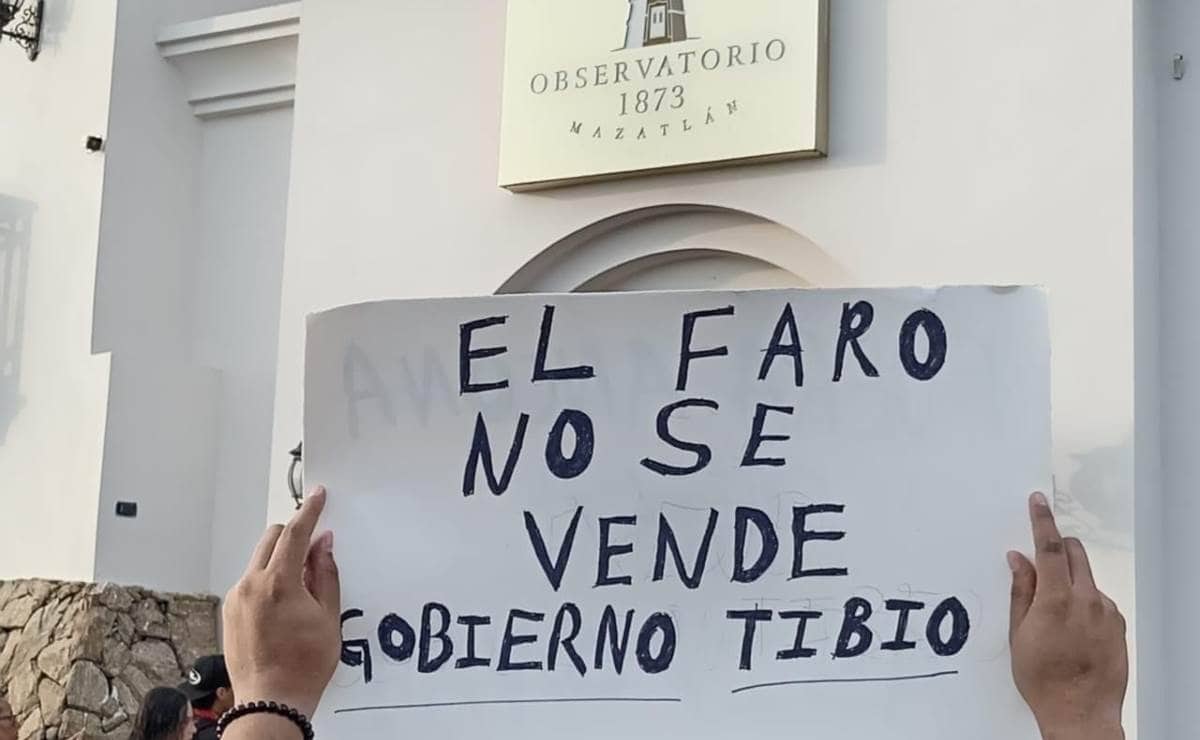 OBSERVATORIO
1873
MAZATLÁN
EL FARO
NO SE
VENDE
GOBIERNO TIBIO